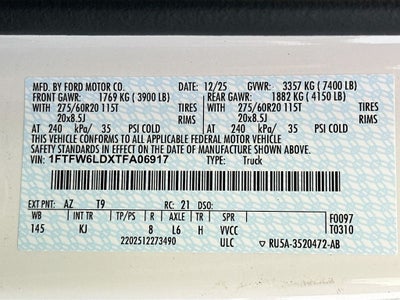 MFD. BY FORD MOTOR CO. 12/25 GVWR: 3357 KG ( 7400 LB)
FRONT GAWR: 1769 KG ( 3900 LB) REAR GAWR: 1882 KG ( 4150 LB)
WITH 275/60R20 115T TIRES WITH 275/60R20 115T TIRES
20x8.5J RIMS 20x8.5J RIMS
AT 240 kPa/ 35 PSI COLD AT 240 kPa/ 35 PSI COLD
THIS VEHICLE CONFORMS TO ALL APPLICABLE FEDERAL MOTOR VEHICLE
SAFETY STANDARDS IN EFFECT ON THE DATE OF MANUFACTURE SHOWN ABOVE.
VIN: 1FTFW6LDXTFA06917 TYPE: Truck
EXT PNT: AZ T9 RC: 21 DSO:
WB INT TR TP/PS R AXLE TR SPR F0097
145 KJ 8 L6 H VVCC T0310
2202512273490 ULC RU5A-3520472-AB